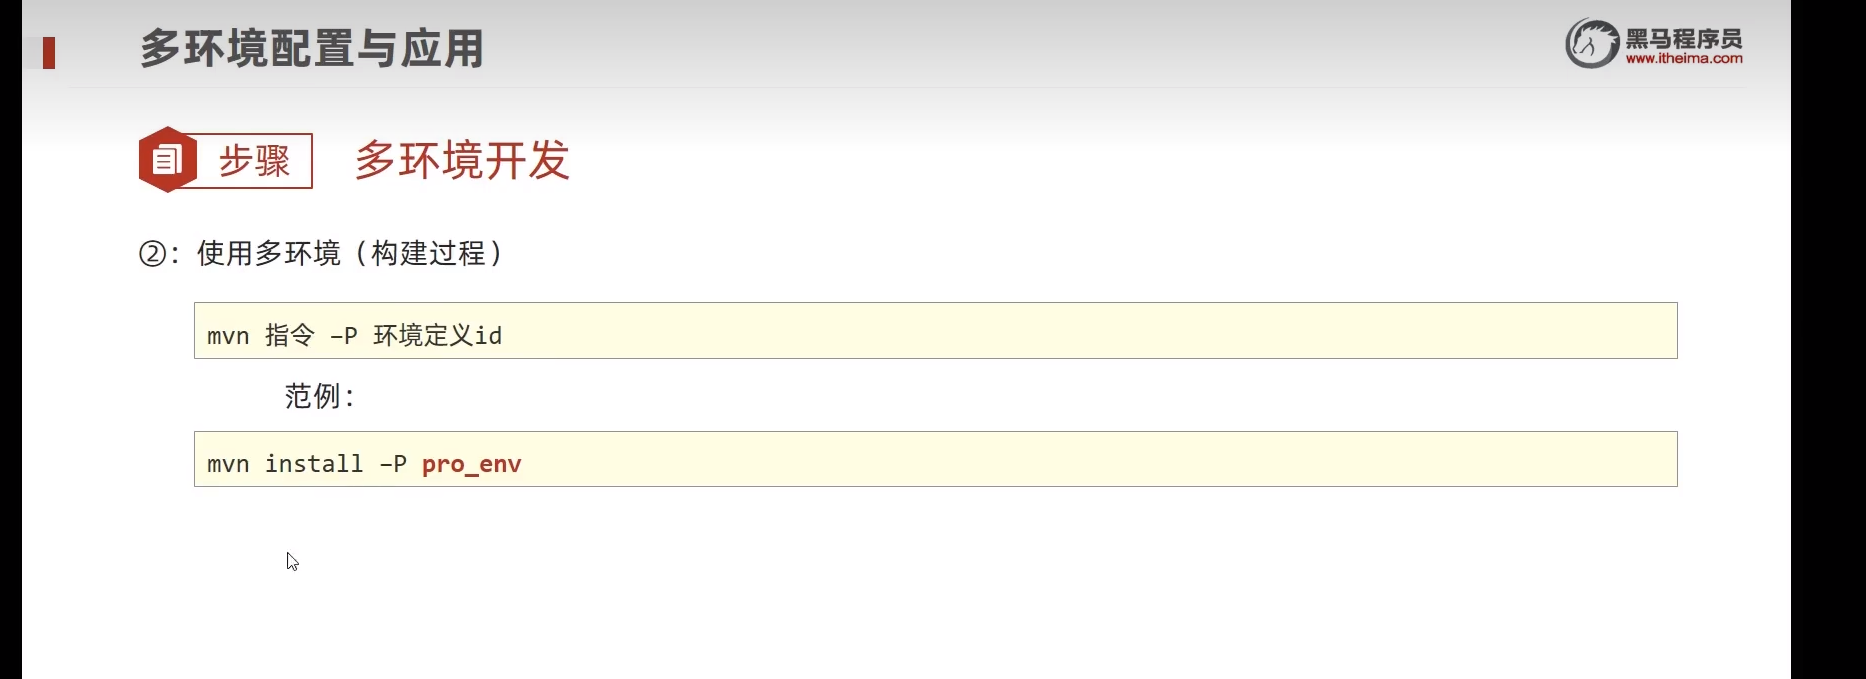 多环境配置与应用
黑马程序员
www.itheima.com
步骤
多环境开发
②：使用多环境（构建过程）
mvn 指令 –P 环境定义id
范例：
mvn install –P pro_env